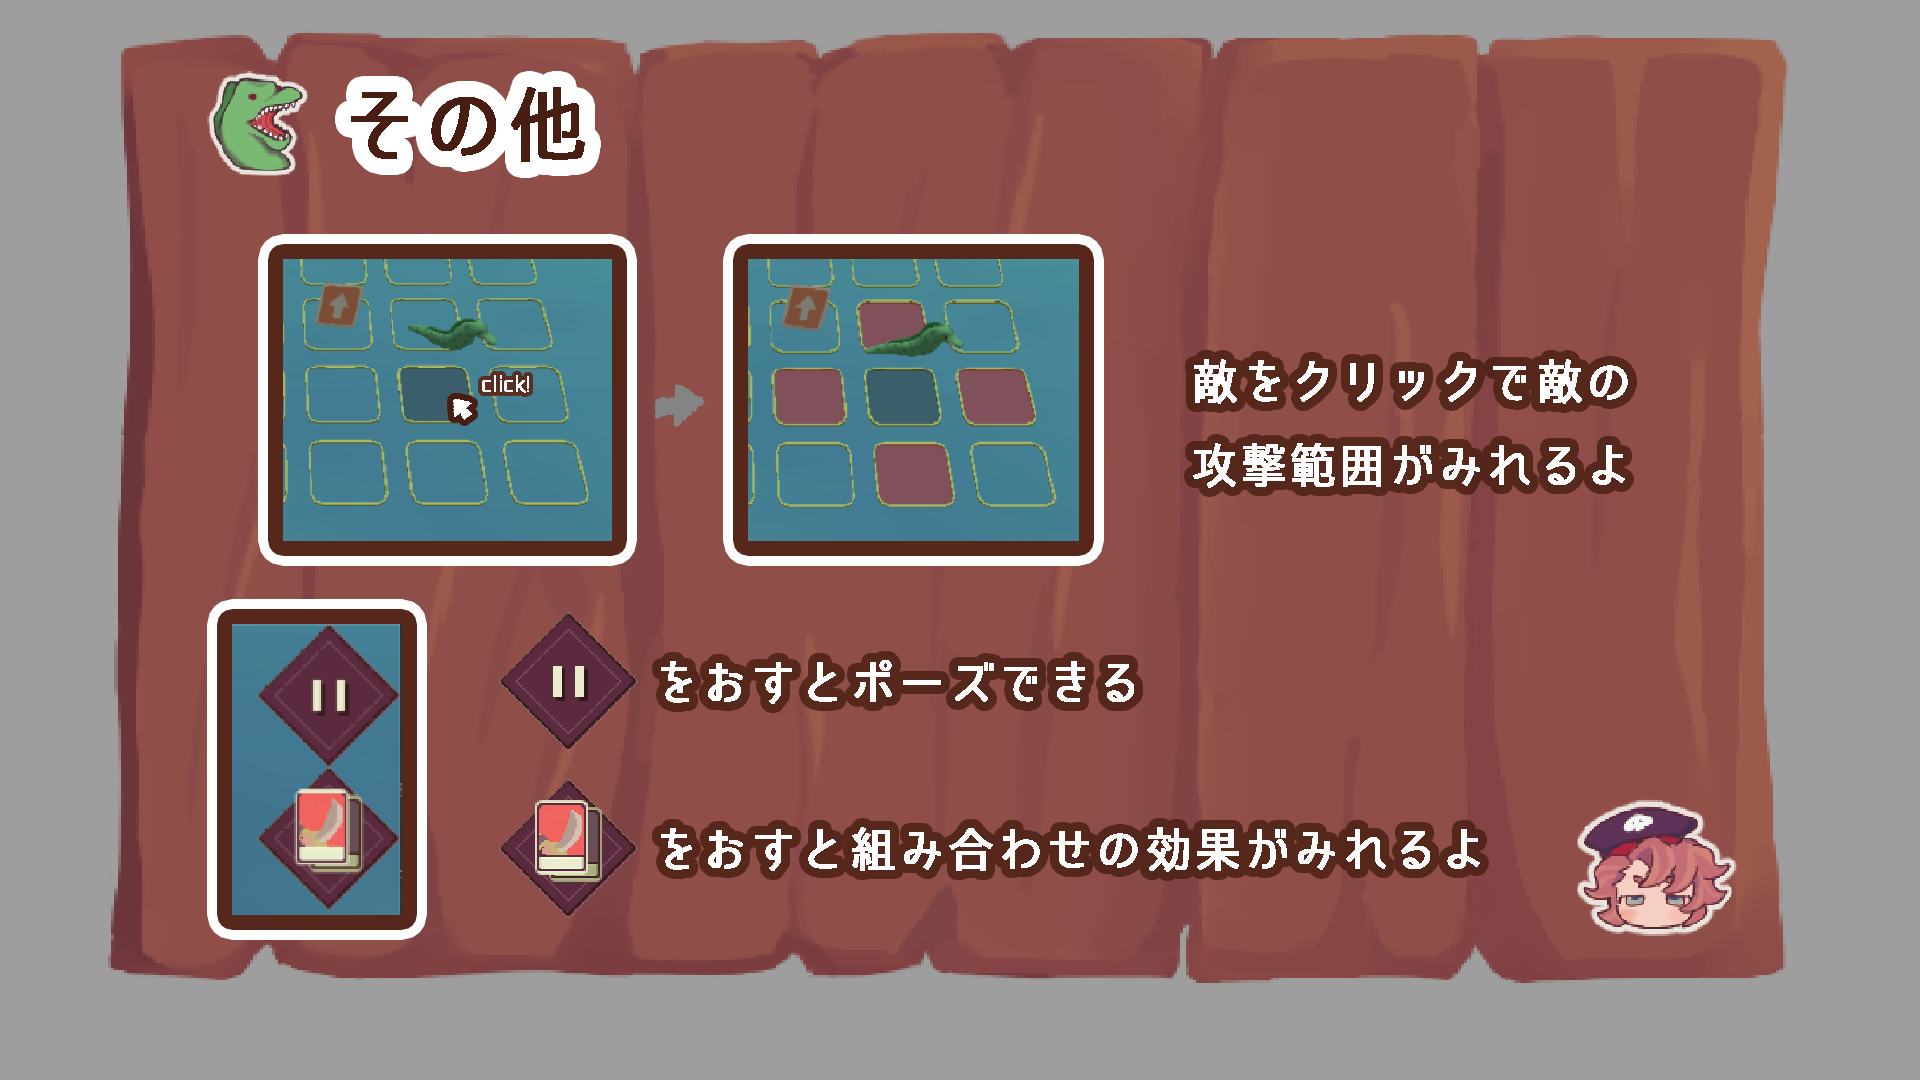 その他
click!
敵をクリックで敵の
攻撃範囲がみれるよ
をおすとポーズできる
をおすと組み合わせの効果がみれるよ